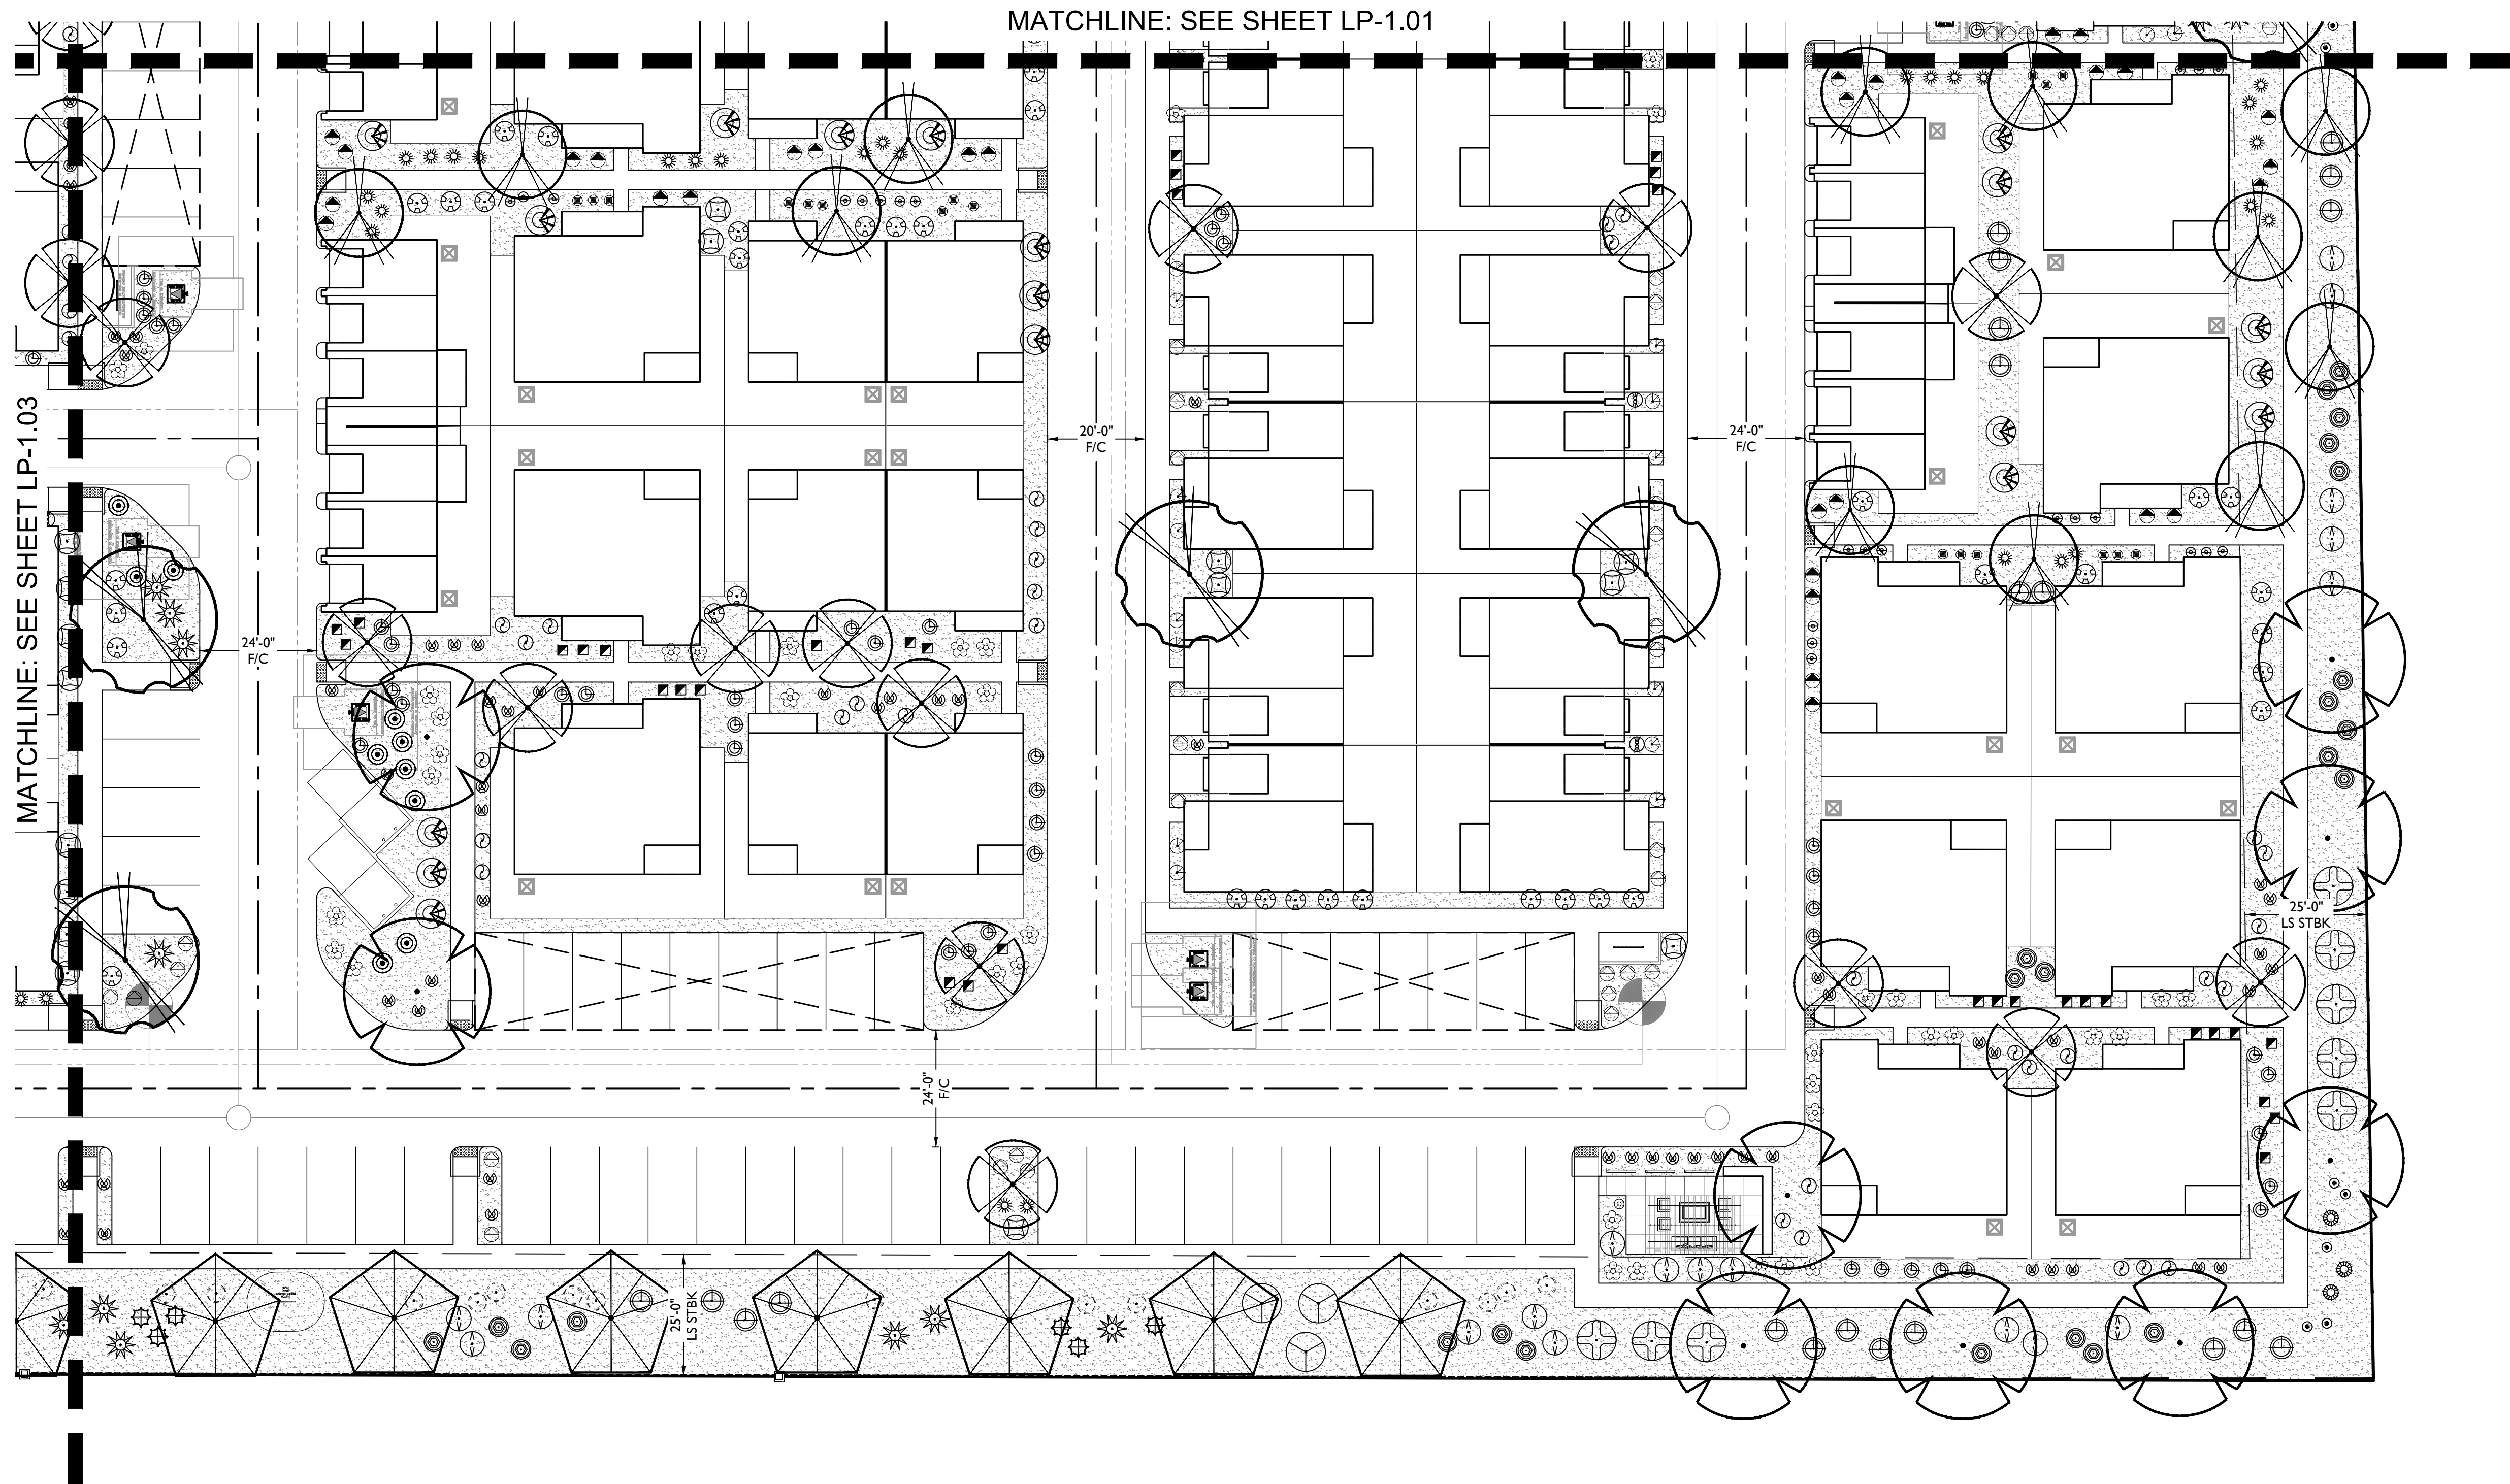 MATCHLINE: SEE SHEET LP-1.01
MATCHLINE: SEE SHEET LP-1.03
20'-0"
F/C
24'-0"
F/C
24'-0"
F/C
25'-0"
LS STBK
24'-0"
F/C
25'-0"
LS STBK